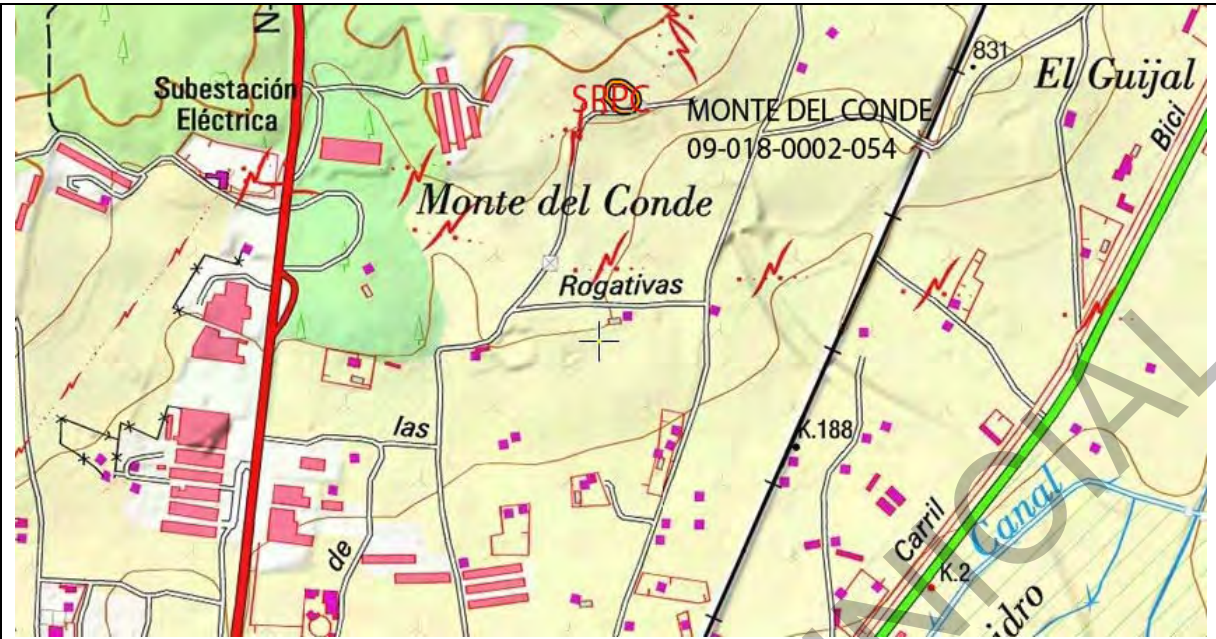 N-
831
El Guijal
Subestación
Eléctrica
SRPC
MONTE DEL CONDE
09-018-0002-054
Bici
Monte del Conde
Rogativas
las
K.188
de
Carril
Canal
K.2